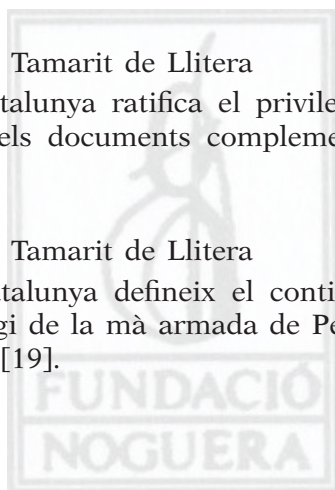 Tamarit de Llitera
talunya ratifica el privile
els documents compleme
Tamarit de Llitera
atalunya defineix el conti
gi de la mà armada de Pe
[19].
FUNDACIÓ
NOGUERA